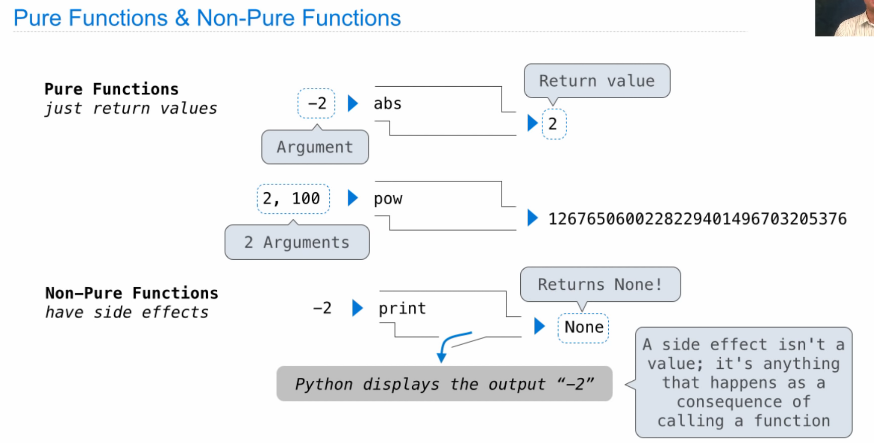 Pure Functions & Non-Pure Functions
Pure Functions
just return values
-2
abs
Return value
2
Argument
2, 100
pow
1267650600228229401496703205376
2 Arguments
Non-Pure Functions
have side effects
-2
print
Returns None!
None
Python displays the output “-2”
A side effect isn't a
value; it's anything
that happens as a
consequence of
calling a function